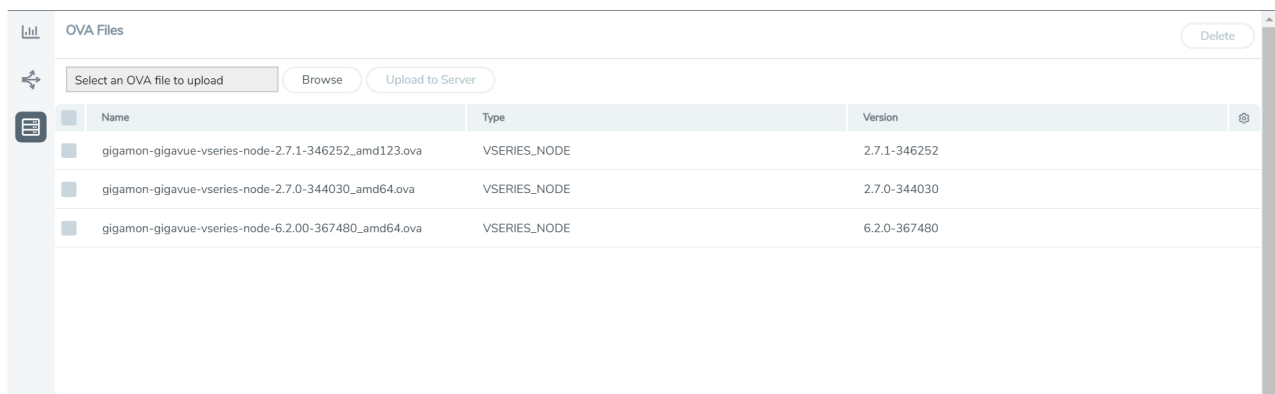 OVA Files
Delete
Select an OVA file to upload Browse Upload to Server
Name Type Version
gigamon-gigavue-vseries-node-2.7.1-346252_amd123.ova VSERIES_NODE 2.7.1-346252
gigamon-gigavue-vseries-node-2.7.0-344030_amd64.ova VSERIES_NODE 2.7.0-344030
gigamon-gigavue-vseries-node-6.2.00-367480_amd64.ova VSERIES_NODE 6.2.0-367480